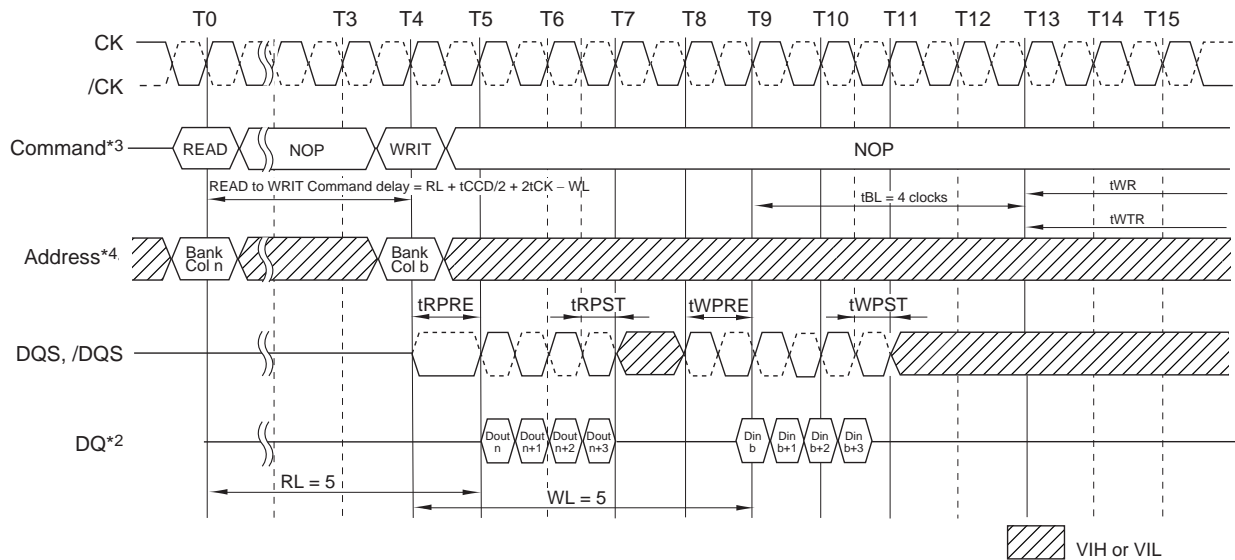 T0 T3 T4 T5 T6 T7 T8 T9 T10 T11 T12 T13 T14 T15
CK
/CK
Command*3 READ NOP WRIT NOP
READ to WRIT Command delay = RL + tCCD/2 + 2tCK − WL
tBL = 4 clocks
tWR
tWTR
Address*4 Bank Col n Bank Col b
tRPRE tRPST tWPRE tWPST
DQS, /DQS
DQ*2 Dout n Dout n+1 Dout n+2 Dout n+3 Din b Din b+1 Din b+2 Din b+3
RL = 5
WL = 5
VIH or VIL